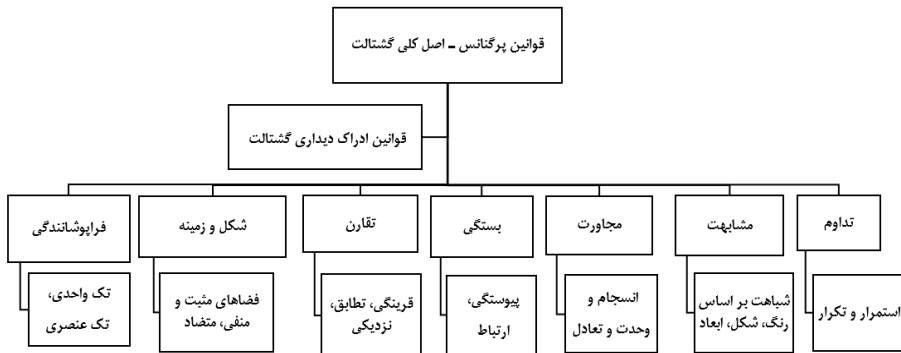 قوانین پرگنانس ـ اصل کلی گشتالت
قوانین ادراک دیداری گشتالت
تداوم
مشابهت
مجاورت
بستگی
تقارن
شکل و زمینه
فراپوشانندگی
استمرار و تکرار
شباهت بر اساس
رنگ، شکل، ابعاد
انسجام و
وحدت و تعادل
پیوستگی،
ارتباط
قرینگی، تطابق،
نزدیکی
فضاهای مثبت و
منفی، متضاد
تک واحدی،
تک عنصری